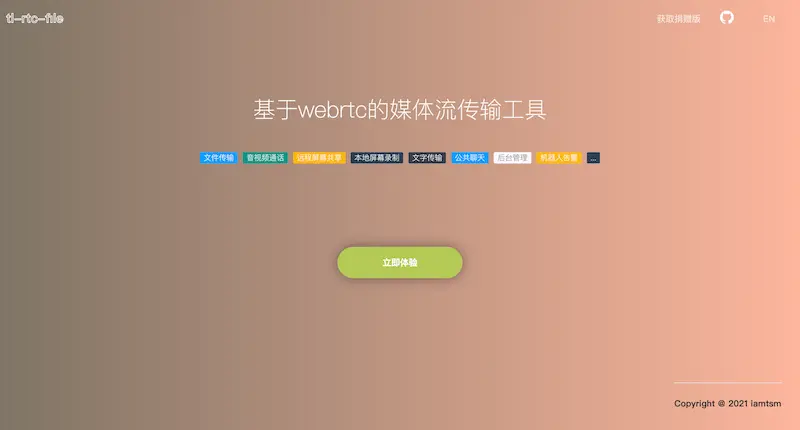 tl-rtc-file
获取捐赠版
EN
基于webrtc的媒体流传输工具
文件传输 音视频通话 远程屏幕共享 本地屏幕录制 文字传输 公共聊天 后台管理 机器人告警 ...
立即体验
Copyright @ 2021 iamtsm